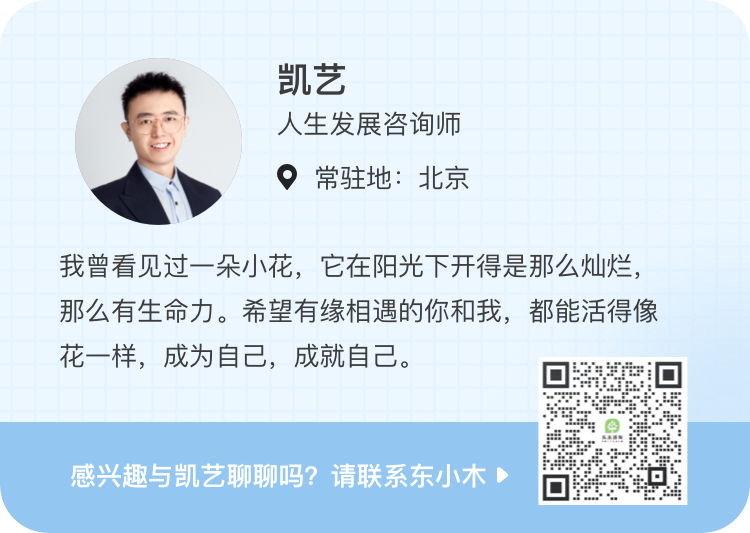 凯艺
人生发展咨询师
常驻地：北京
我曾看见过一朵小花，它在阳光下开得是那么灿烂，
那么有生命力。希望有缘相遇的你和我，都能活得像
花一样，成为自己，成就自己。
感兴趣与凯艺聊聊吗？请联系东小木